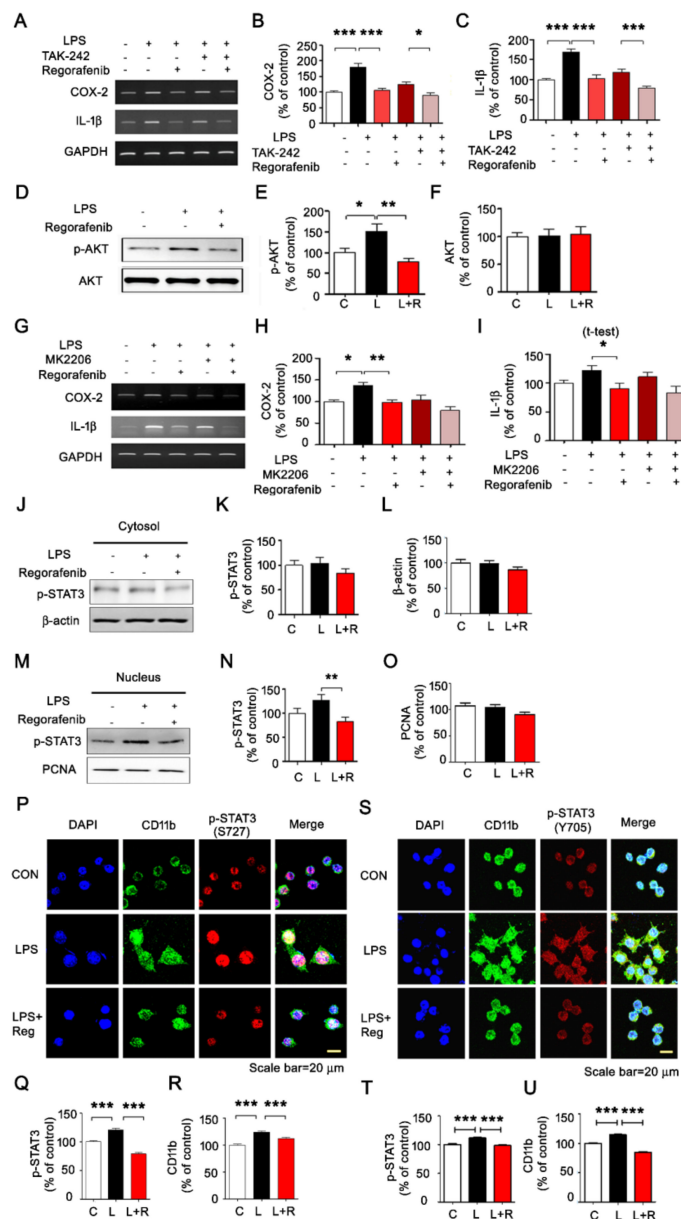 A
LPS - + + + +
TAK-242 - - - + +
Regorafenib - - + - +
COX-2
IL-1β
GAPDH
B
*** *** *
COX-2
(% of control)
200
150
100
50
0
LPS - + + + +
TAK-242 - - - + +
Regorafenib - - + - +
C
*** *** ***
IL-1β
(% of control)
200
150
100
50
0
LPS - + + + +
TAK-242 - - - + +
Regorafenib - - + - +
D
LPS - + +
Regorafenib - - +
p-AKT
AKT
E
* **
p-AKT
(% of control)
200
150
100
50
0
C L L+R
F
AKT
(% of control)
200
150
100
50
0
C L L+R
G
LPS - + + + +
MK2206 - - - + +
Regorafenib - - + - +
COX-2
IL-1β
GAPDH
H
* **
COX-2
(% of control)
200
150
100
50
0
LPS - + + + +
MK2206 - - - + +
Regorafenib - - + - +
I
(t-test)
*
IL-1β
(% of control)
200
150
100
50
0
LPS - + + + +
MK2206 - - - + +
Regorafenib - - + - +
J
Cytosol
LPS - + +
Regorafenib - - +
p-STAT3
β-actin
K
p-STAT3
(% of control)
150
100
50
0
C L L+R
L
β-actin
(% of control)
150
100
50
0
C L L+R
M
Nucleus
LPS - + +
Regorafenib - - +
p-STAT3
PCNA
N
**
p-STAT3
(% of control)
150
100
50
0
C L L+R
O
PCNA
(% of control)
150
100
50
0
C L L+R
P
DAPI CD11b p-STAT3 (S727) Merge
CON
LPS
LPS+
Reg
Scale bar=20 μm
S
DAPI CD11b p-STAT3 (Y705) Merge
CON
LPS
LPS+
Reg
Scale bar=20 μm
Q
*** ***
p-STAT3
(% of control)
150
100
50
0
C L L+R
R
*** ***
CD11b
(% of control)
150
100
50
0
C L L+R
T
*** ***
p-STAT3
(% of control)
150
100
50
0
C L L+R
U
*** ***
CD11b
(% of control)
150
100
50
0
C L L+R